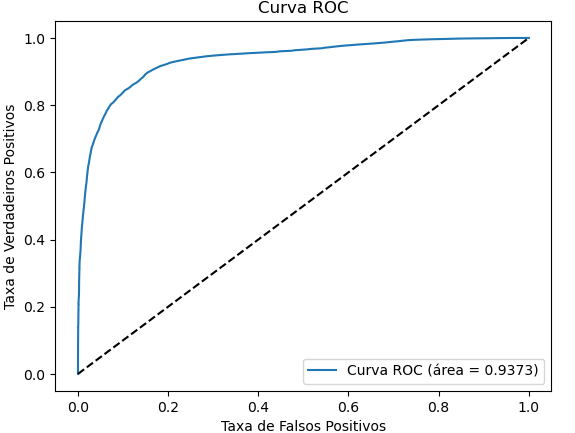 Curva ROC
1.0
0.8
0.6
0.4
0.2
0.0
Taxa de Verdadeiros Positivos
Curva ROC (área = 0.9373)
0.0 0.2 0.4 0.6 0.8 1.0
Taxa de Falsos Positivos